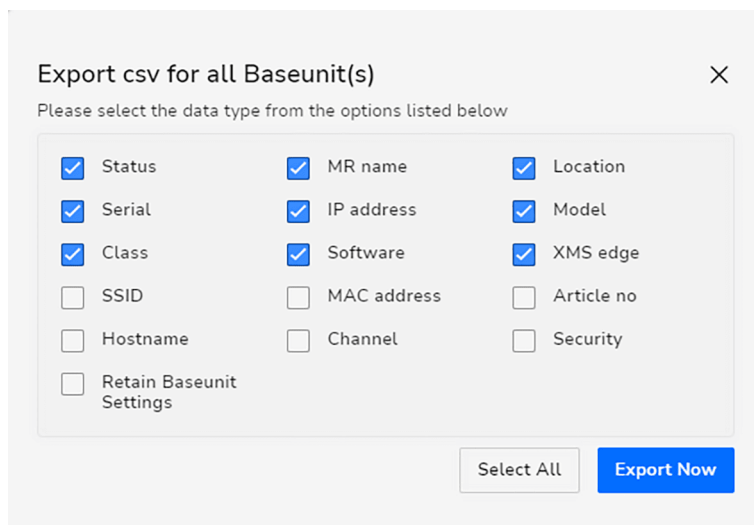 Export csv for all Baseunit(s)
Please select the data type from the options listed below
Status
MR name
Location
Serial
IP address
Model
Class
Software
XMS edge
SSID
MAC address
Article no
Hostname
Channel
Security
Retain Baseunit
Settings
Select All
Export Now